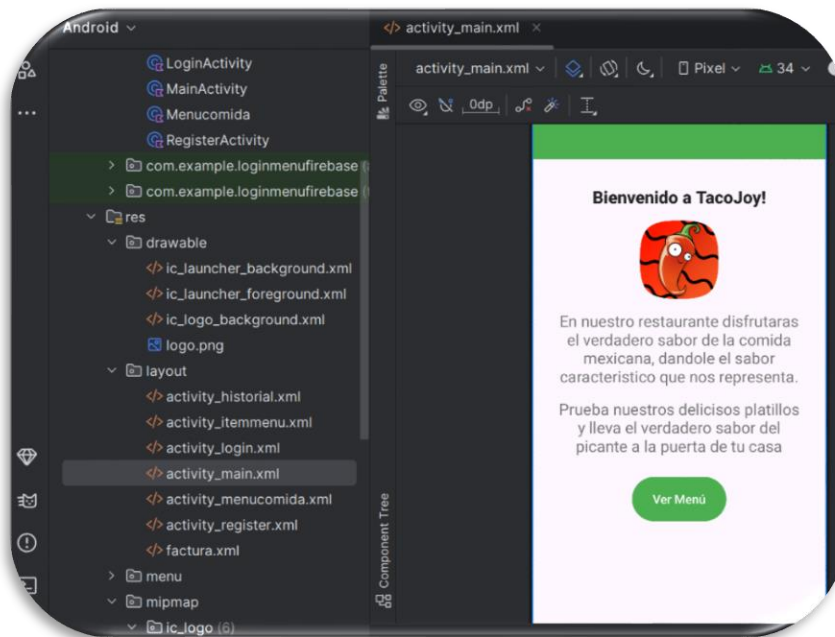 Android
activity_main.xml
LoginActivity
MainActivity
Menucomida
RegisterActivity
com.example.loginmenufirebase
com.example.loginmenufirebase
res
drawable
ic_launcher_background.xml
ic_launcher_foreground.xml
ic_logo_background.xml
logo.png
layout
activity_historial.xml
activity_itemmenu.xml
activity_login.xml
activity_main.xml
activity_menucomida.xml
activity_register.xml
factura.xml
menu
mipmap
ic_logo (6)
Palette
Component Tree
activity_main.xml
Pixel
34
0dp
Bienvenido a TacoJoy!
En nuestro restaurante disfrutaras
el verdadero sabor de la comida
mexicana, dandole el sabor
caracteristico que nos representa.
Prueba nuestros delicisos platillos
y lleva el verdadero sabor del
picante a la puerta de tu casa
Ver Menú